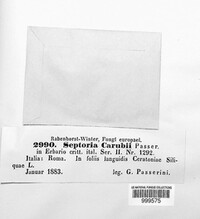 Rabenhorst-Winter, Fungi europaei.
2990. Septoria Carubii Passer.
in Erbario critt. ital. Ser. II. Nr. 1292.
Italia: Roma. In foliis languidis Ceratoniae Sili-
quae L.
Januar 1883. leg. G. Passerini.
999575